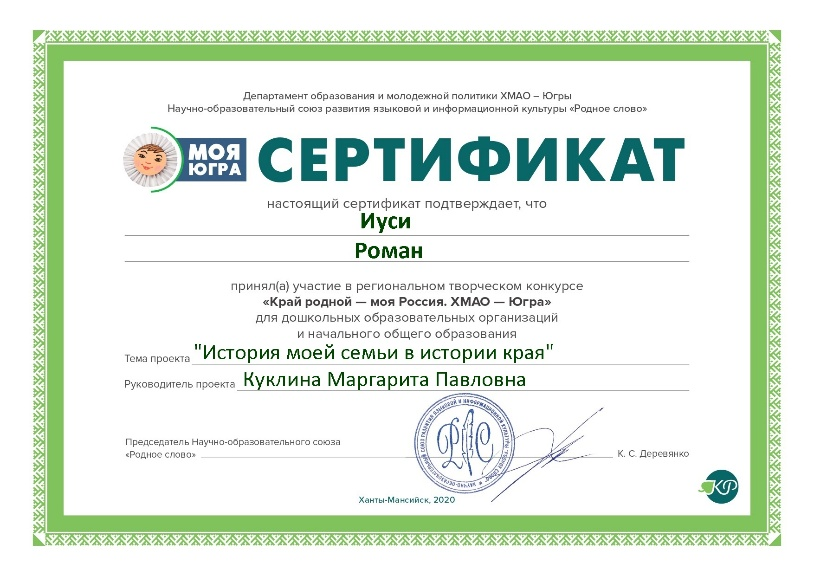 Департамент образования и молодежной политики ХМАО – Югры
Научно-образовательный союз развития языковой и информационной культуры «Родное слово»
МОЯ
ЮГРА
СЕРТИФИКАТ
настоящий сертификат подтверждает, что
Иуси
Роман
принял(а) участие в региональном творческом конкурсе
«Край родной — моя Россия. ХМАО — Югра»
для дошкольных образовательных организаций
и начального общего образования
Тема проекта "История моей семьи в истории края"
Руководитель проекта Куклина Маргарита Павловна
Председатель Научно-образовательного союза
«Родное слово» К. С. Деревянко
КР
Ханты-Мансийск, 2020